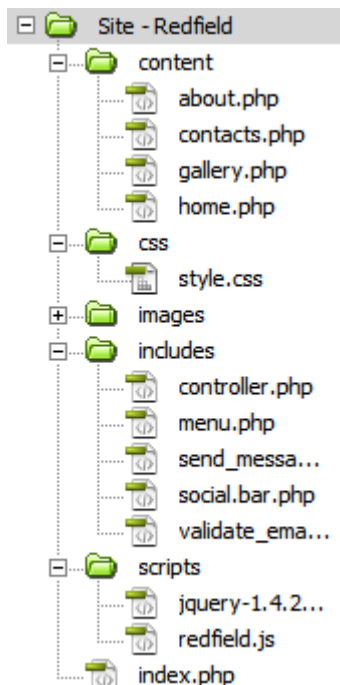 Site - Redfield
content
about.php
contacts.php
gallery.php
home.php
css
style.css
images
includes
controller.php
menu.php
send_messa...
social.bar.php
validate_ema...
scripts
jquery-1.4.2...
redfield.js
index.php